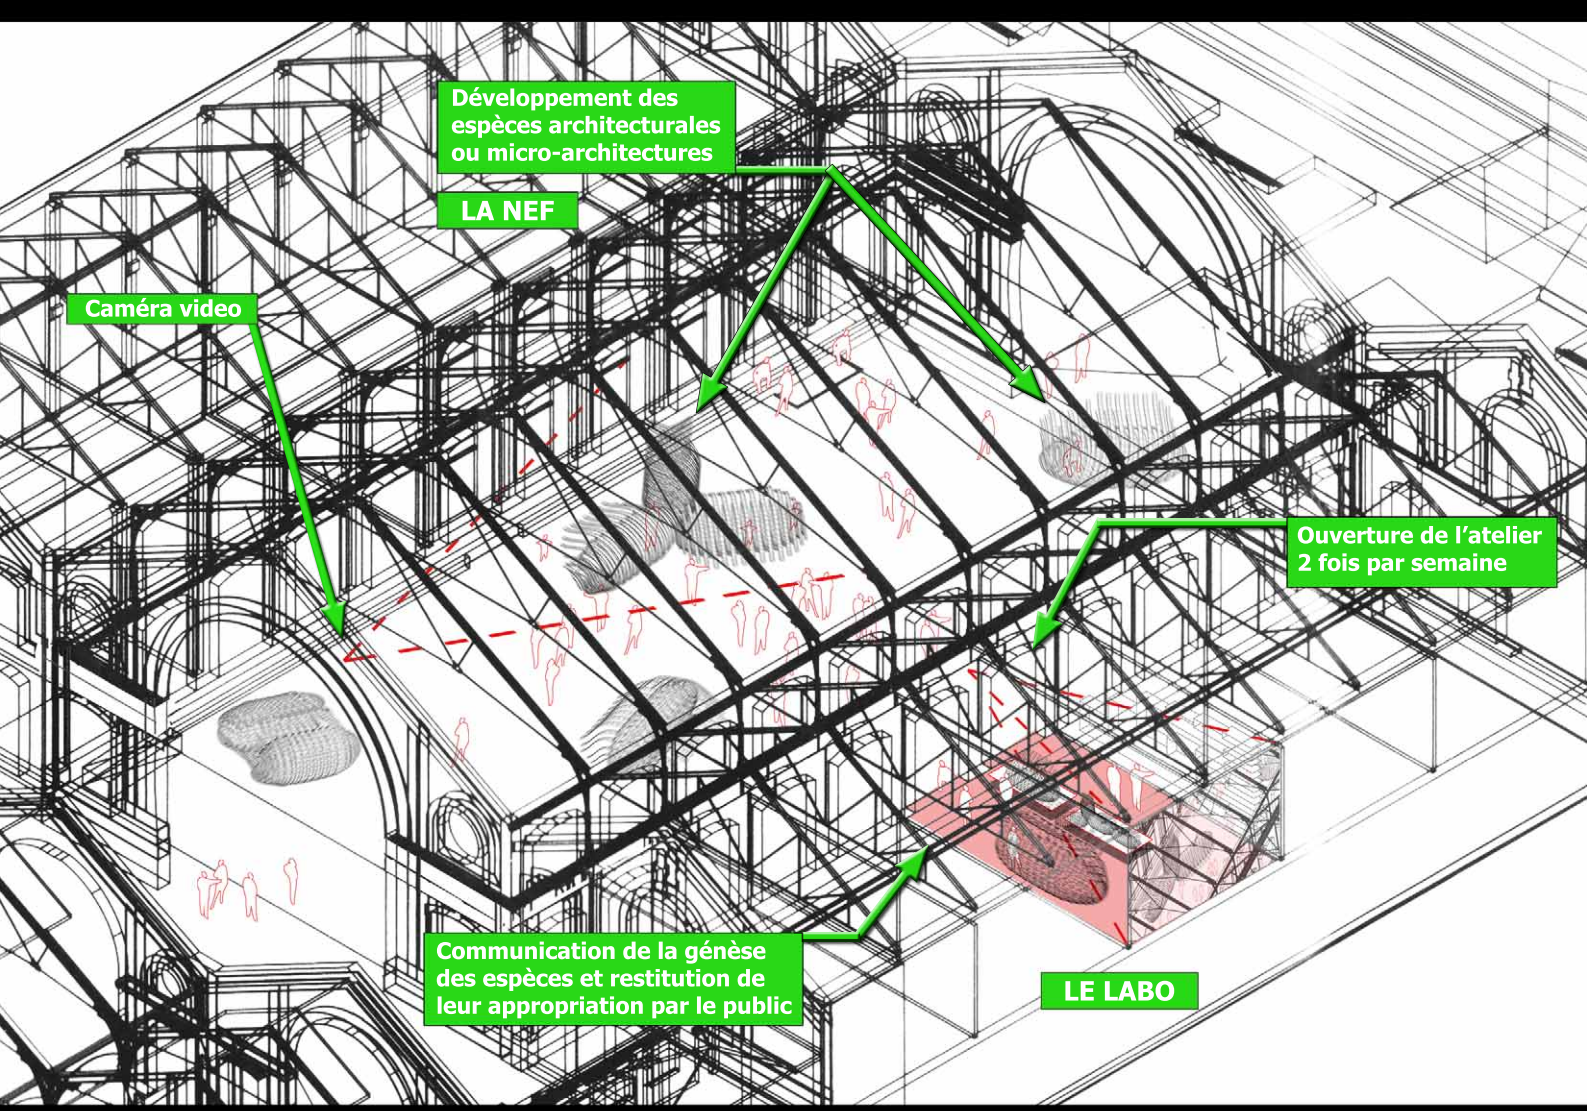 Développement des
espèces architecturales
ou micro-architectures
LA NEF
Caméra video
Ouverture de l'atelier
2 fois par semaine
Communication de la génèse
des espèces et restitution de
leur appropriation par le public
LE LABO